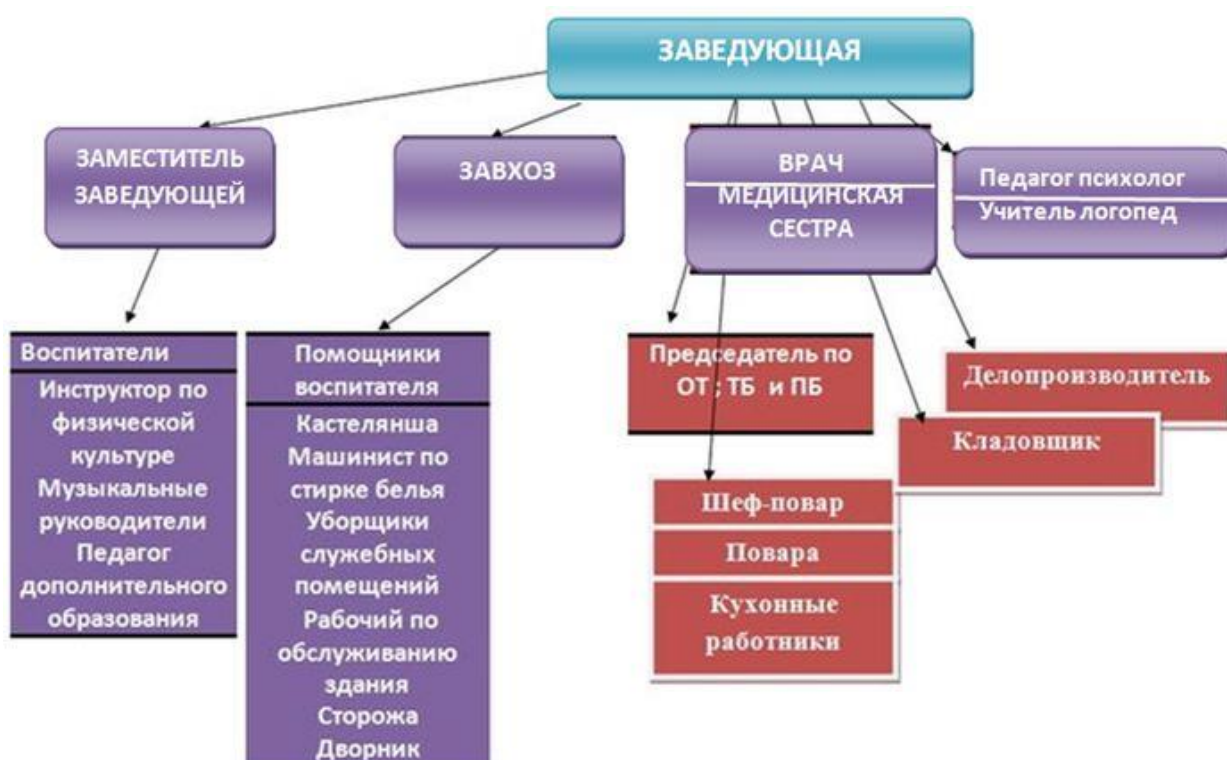 ЗАВЕДУЮЩАЯ
ЗАМЕСТИТЕЛЬ
ЗАВЕДУЮЩЕЙ
ЗАВХОЗ
ВРАЧ
МЕДИЦИНСКАЯ
СЕСТРА
Педагог психолог
Учитель логопед
Воспитатели
Инструктор по
физической
культуре
Музыкальные
руководители
Педагог
дополнительного
образования
Помощники
воспитателя
Кастелянша
Машинист по
стирке белья
Уборщики
служебных
помещений
Рабочий по
обслуживанию
здания
Сторожа
Дворник
Председатель по
ОТ ; ТБ и ПБ
Делопроизводитель
Кладовщик
Шеф-повар
Повара
Кухонные
работники